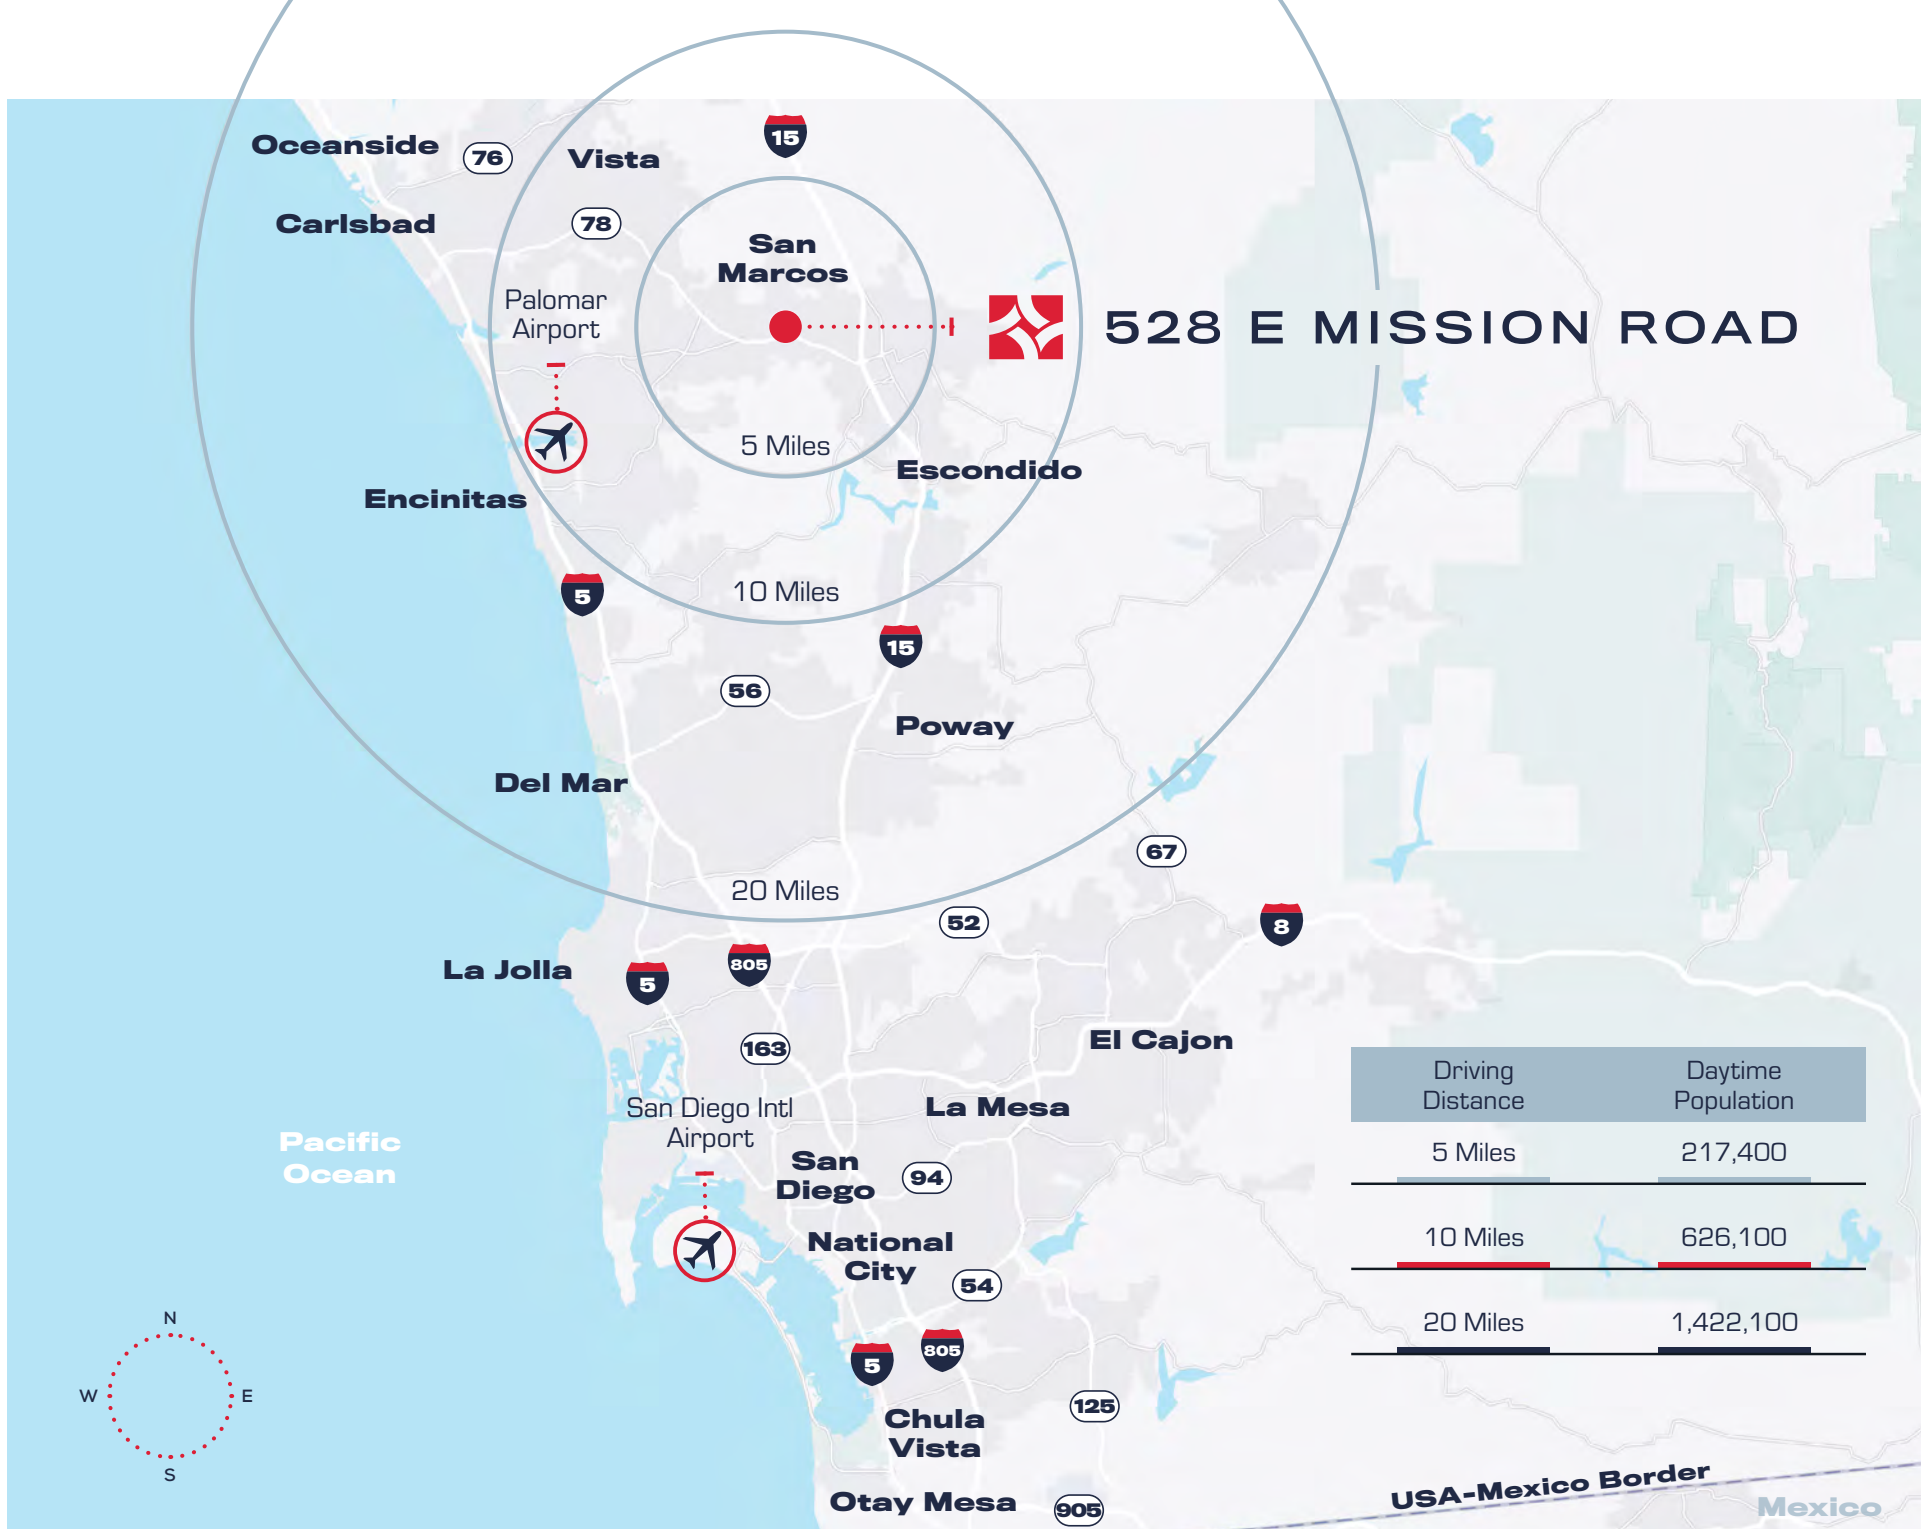 15
Oceanside
76
Vista
Carlsbad
78
San
Marcos
Palomar
Airport
528 E MISSION ROAD
5 Miles
Escondido
Encinitas
5
10 Miles
15
56
Poway
Del Mar
67
20 Miles
52
8
La Jolla
805
5
El Cajon
163
Driving
Distance
Daytime
Population
La Mesa
San Diego Intl
Airport
Pacific
Ocean
San
Diego
94
5 Miles
217,400
National
City
10 Miles
626,100
54
20 Miles
1,422,100
N
W
E
S
5
805
125
Chula
Vista
USA-Mexico Border
Otay Mesa
905
Mexico